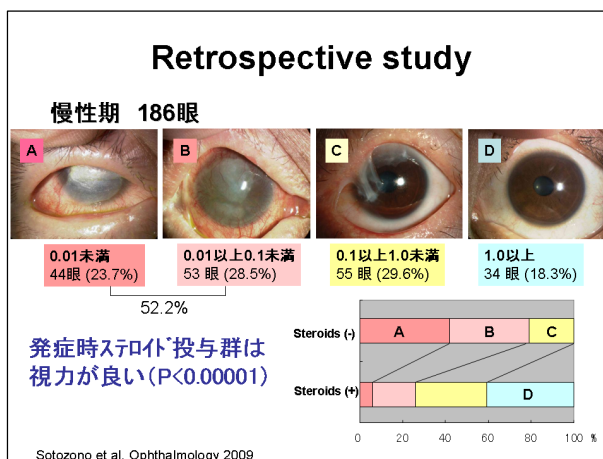 Retrospective study
慢性期 186眼
A
B
C
D
0.01未満
44眼 (23.7%)
0.01以上0.1未満
53 眼 (28.5%)
0.1以上1.0未満
55 眼 (29.6%)
1.0以上
34 眼 (18.3%)
52.2%
発症時ステロイド投与群は
視力が良い(P<0.00001)
Steroids (-)
A
B
C
Steroids (+)
D
0 20 40 60 80 100 %
Sotozono et al. Ophthalmology 2009